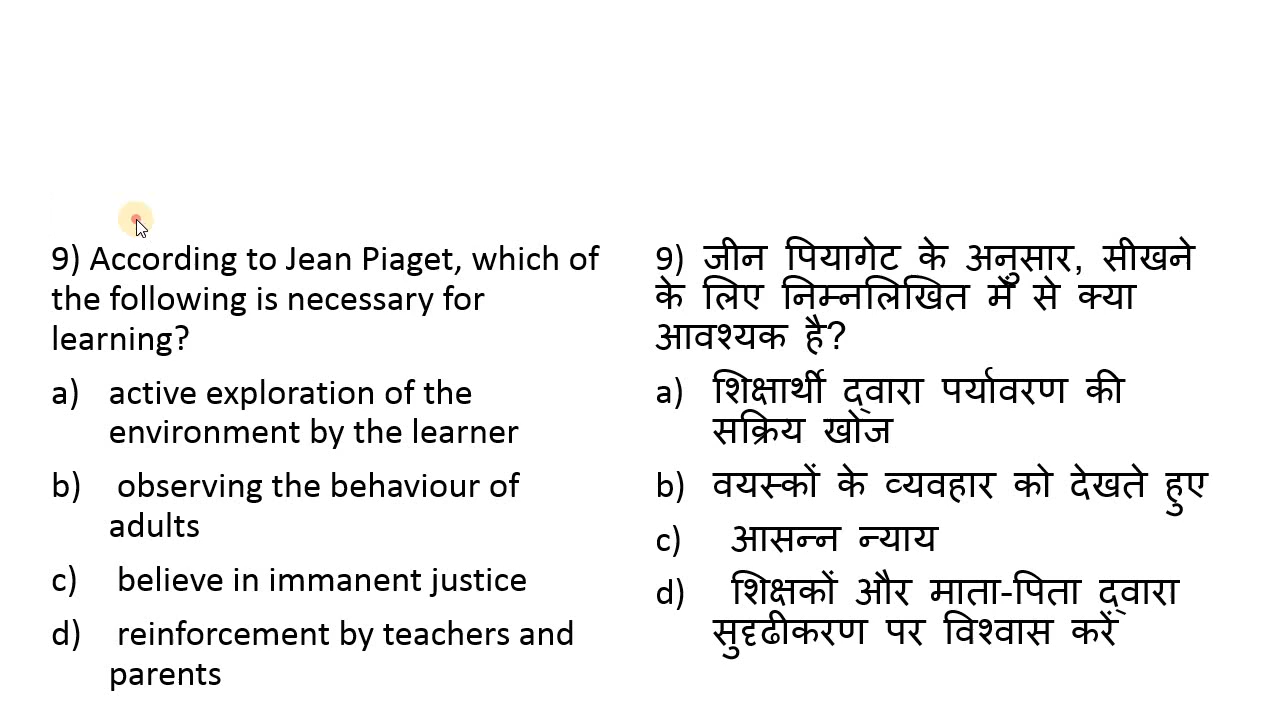 9) According to Jean Piaget, which of
the following is necessary for
learning?
a) active exploration of the
environment by the learner
b) observing the behaviour of
adults
c) believe in immanent justice
d) reinforcement by teachers and
parents
9) जीन पियागेट के अनुसार, सीखने
के लिए निम्नलिखित में से क्या
आवश्यक है?
a) शिक्षार्थी द्वारा पर्यावरण की
सक्रिय खोज
b) वयस्कों के व्यवहार को देखते हुए
c) आसन्न न्याय
d) शिक्षकों और माता-पिता द्वारा
सुदृढीकरण पर विश्वास करें